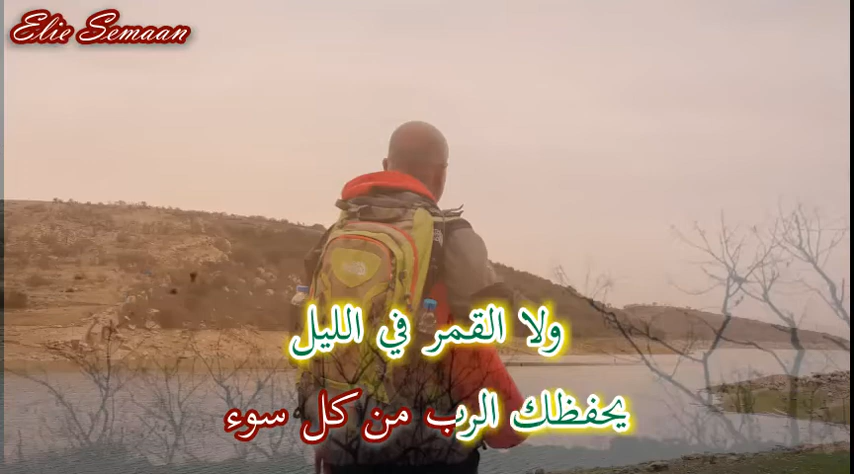 Elie Semaan
ولا القمر في الليل
يحفظك الرب من كل سوء